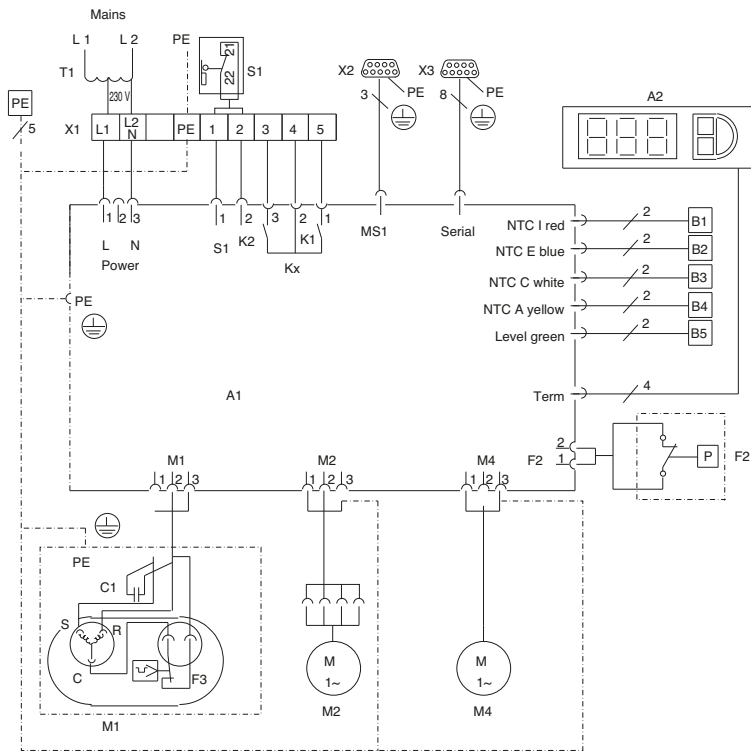 Mains
L 1 L 2 PE
T1
230 V
PE
5
X1 L1 L2 N PE 1 2 3 4 5
21
22
S1
X2 X3
PE PE
3 8
A2
1 2 3 1 2 3 2 1
L N S1 K2 K1
Power Kx
MS1 Serial
NTC I red 2 B1
NTC E blue 2 B2
NTC C white 2 B3
NTC A yellow 2 B4
Level green 2 B5
PE
A1
Term 4
2
1
F2 P F2
M1 M2 M4
1 2 3 1 2 3 1 2 3
PE
C1
S R
C F3
M M
1~ 1~
M1 M2 M4